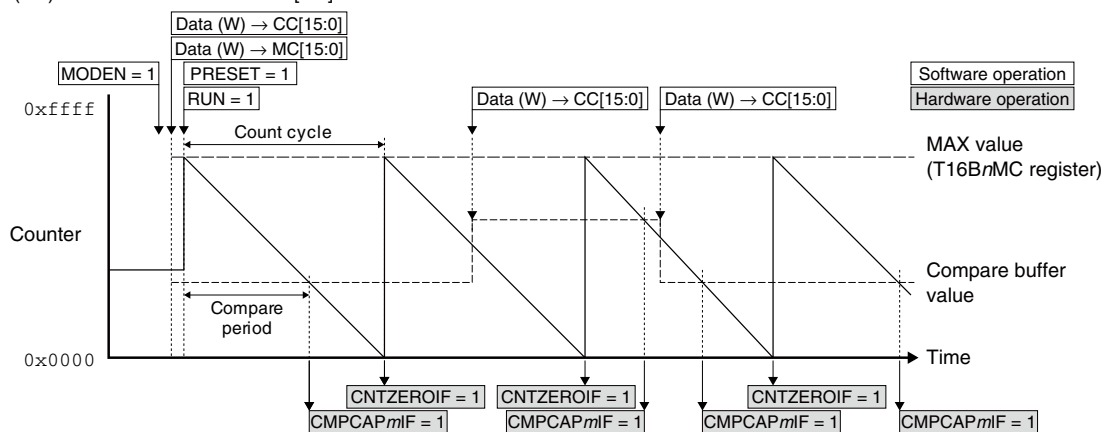 Data (W) → CC[15:0]
Data (W) → MC[15:0]
MODEN = 1
PRESET = 1
RUN = 1
Data (W) → CC[15:0]
Data (W) → CC[15:0]
Software operation
Hardware operation
0xffff
Count cycle
MAX value
(T16BnMC register)
Counter
Compare buffer
value
Compare
period
0x0000
Time
CNTZEROIF = 1
CNTZEROIF = 1
CNTZEROIF = 1
CMPCAPmIF = 1
CMPCAPmIF = 1
CMPCAPmIF = 1
CMPCAPmIF = 1